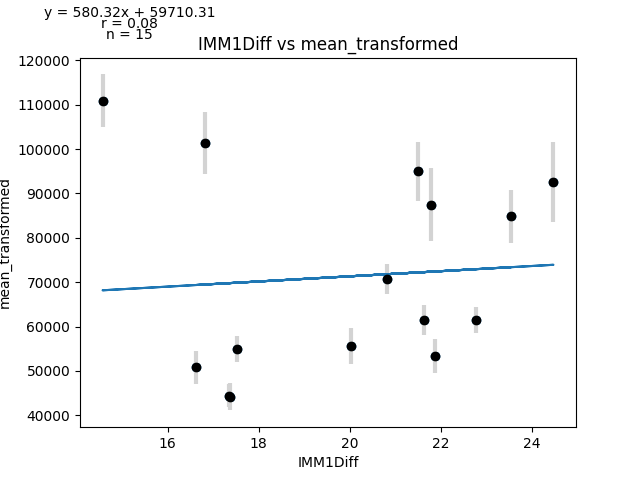 y = 580.32x + 59710.31
r = 0.08
n = 15
IMM1Diff vs mean_transformed
120000
110000
100000
90000
80000
70000
60000
50000
40000
mean_transformed
16 18 20 22 24
IMM1Diff